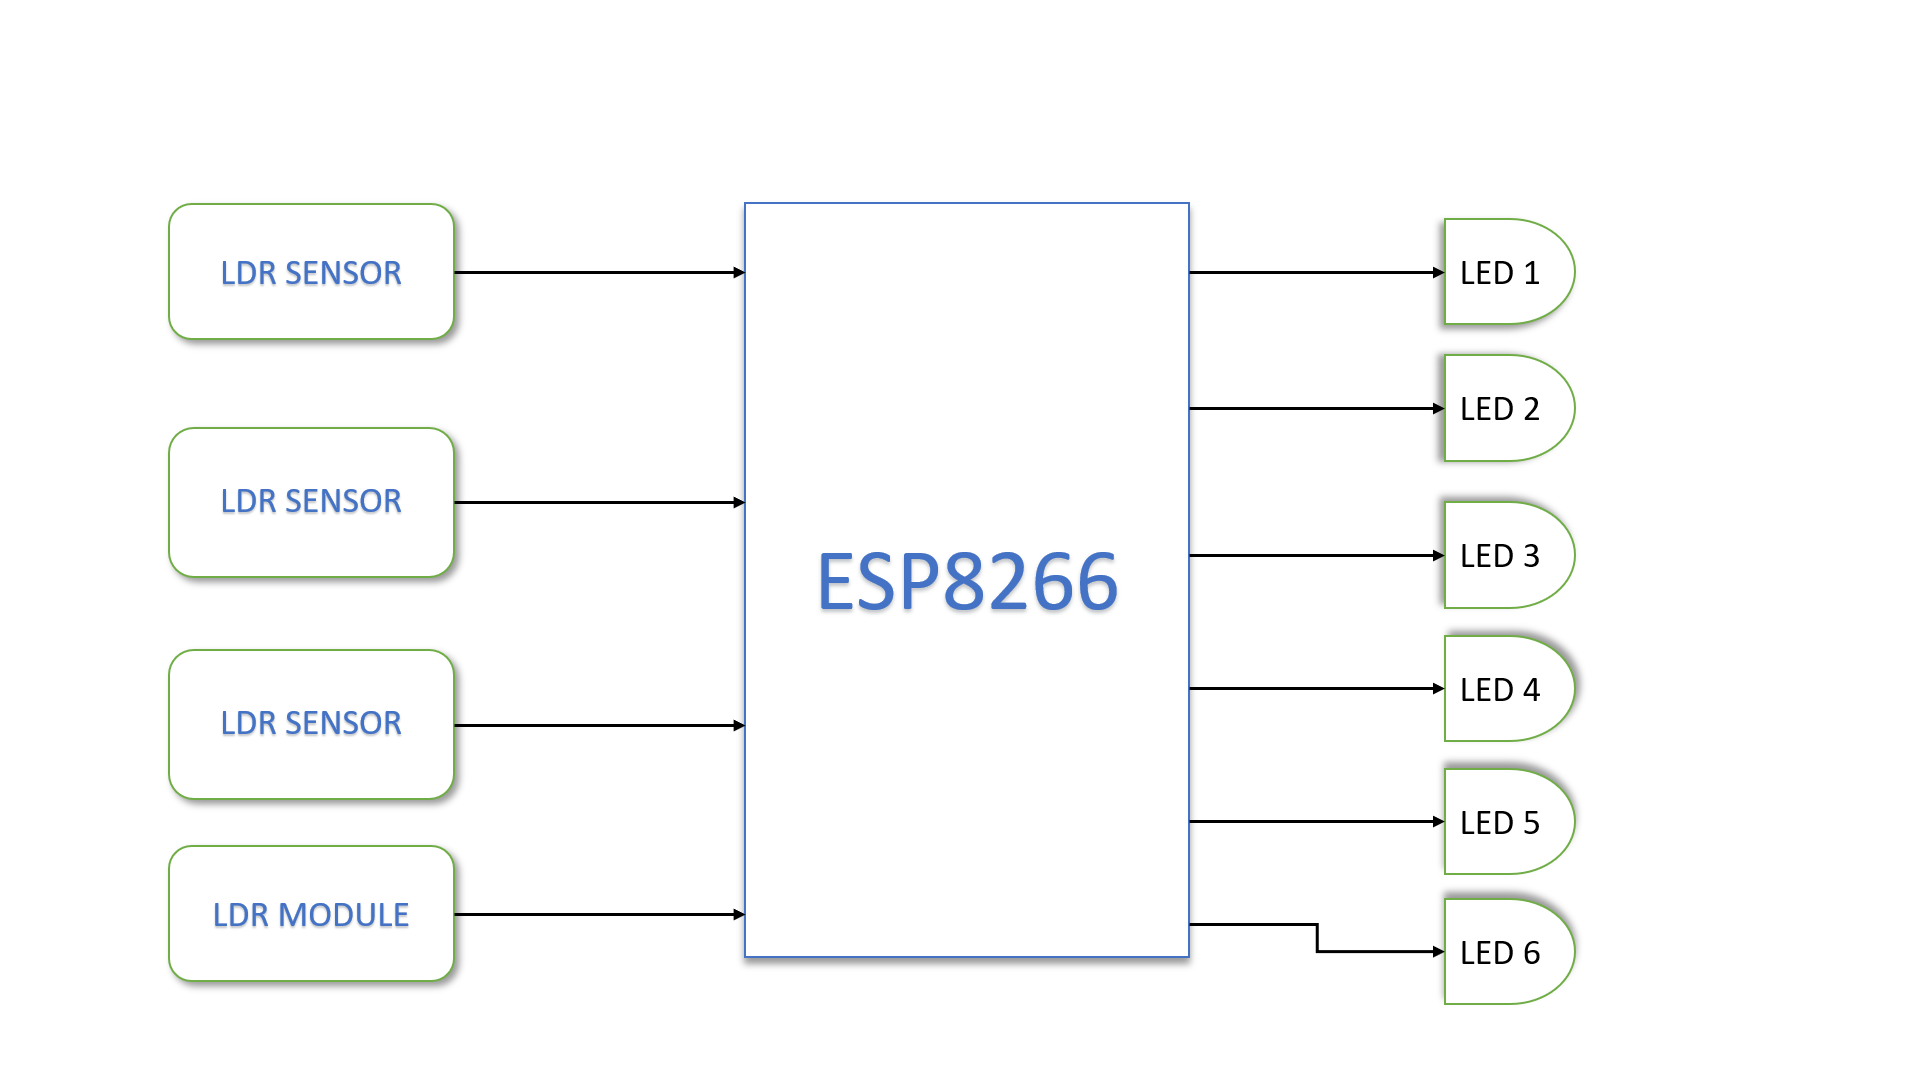 LDR SENSOR
LDR SENSOR
LDR SENSOR
LDR MODULE
ESP8266
LED 1
LED 2
LED 3
LED 4
LED 5
LED 6